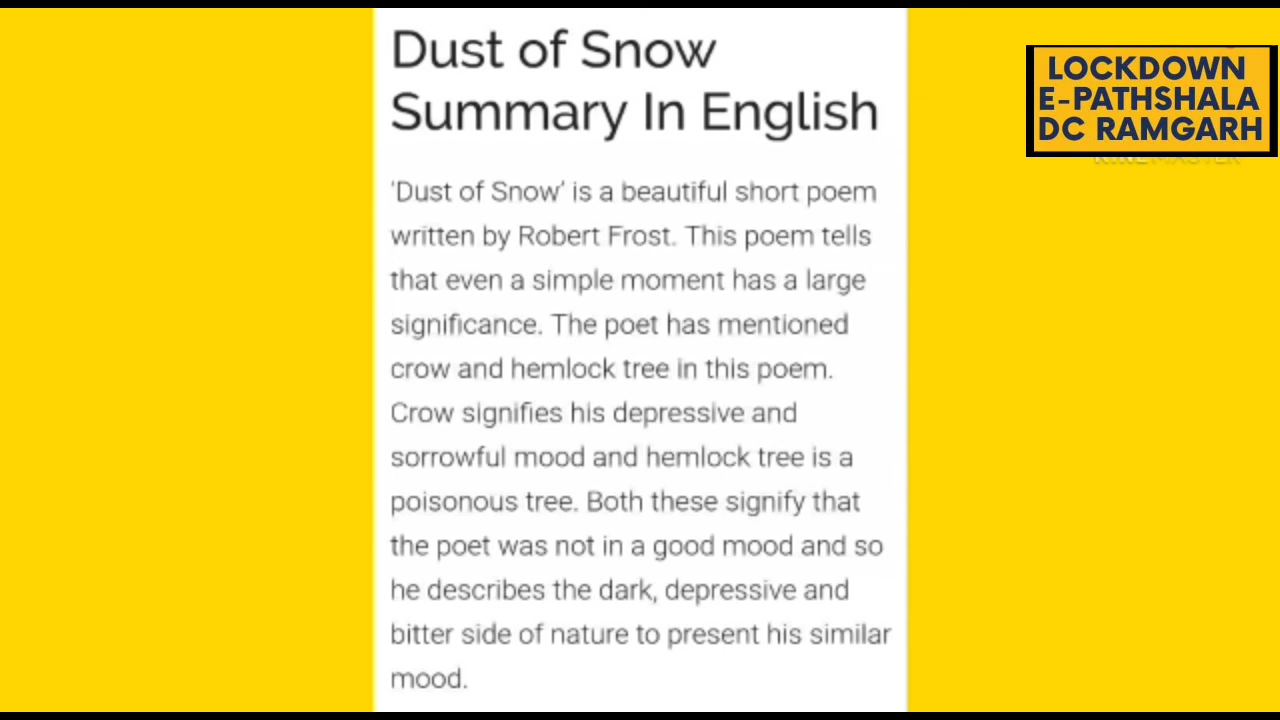 Dust of Snow
Summary In English
'Dust of Snow' is a beautiful short poem
written by Robert Frost. This poem tells
that even a simple moment has a large
significance. The poet has mentioned
crow and hemlock tree in this poem.
Crow signifies his depressive and
sorrowful mood and hemlock tree is a
poisonous tree. Both these signify that
the poet was not in a good mood and so
he describes the dark, depressive and
bitter side of nature to present his similar
mood.
LOCKDOWN
E-PATHSHALA
DC RAMGARH